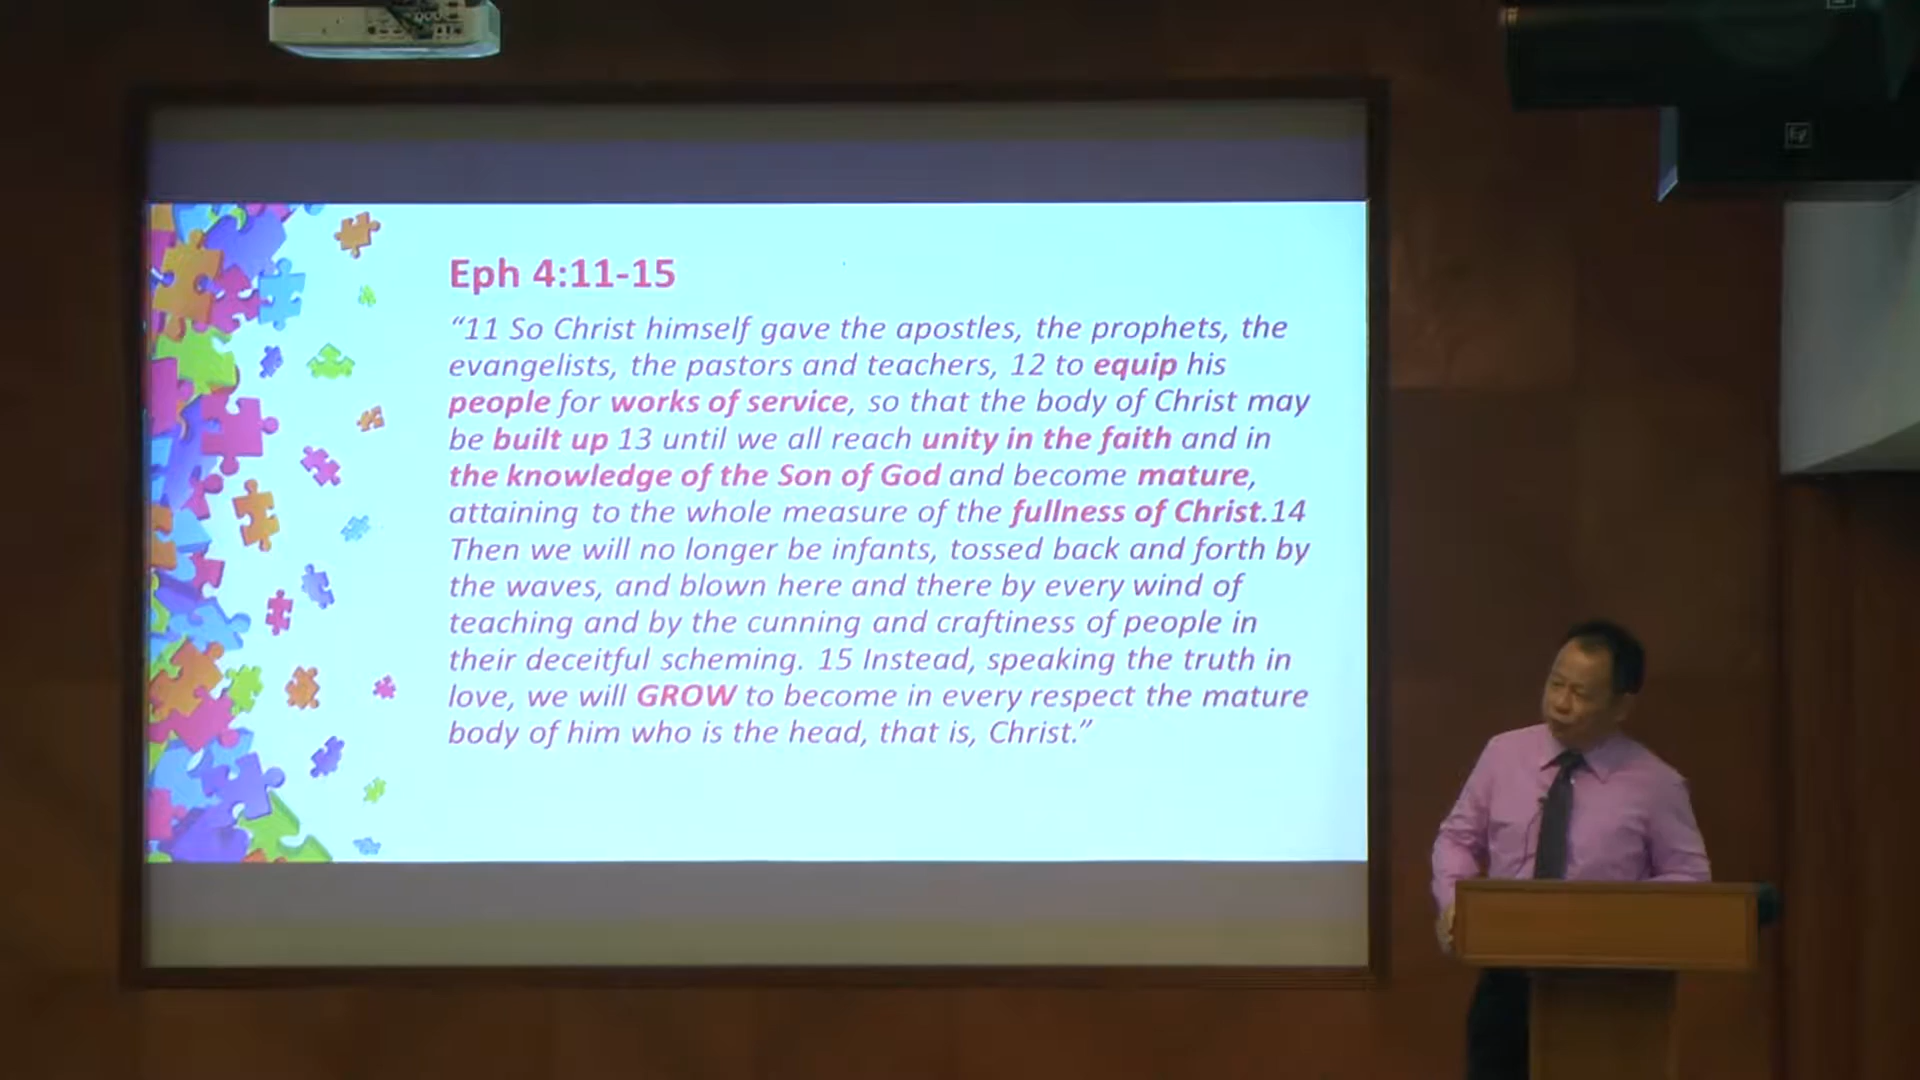 Eph 4:11-15
“11 So Christ himself gave the apostles, the prophets, the
evangelists, the pastors and teachers, 12 to equip his
people for works of service, so that the body of Christ may
be built up 13 until we all reach unity in the faith and in
the knowledge of the Son of God and become mature,
attaining to the whole measure of the fullness of Christ.14
Then we will no longer be infants, tossed back and forth by
the waves, and blown here and there by every wind of
teaching and by the cunning and craftiness of people in
their deceitful scheming. 15 Instead, speaking the truth in
love, we will GROW to become in every respect the mature
body of him who is the head, that is, Christ.”